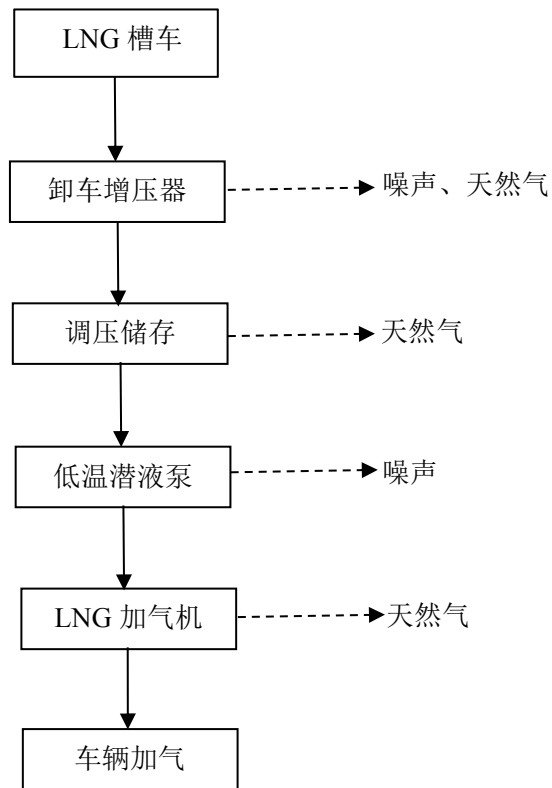 LNG 槽车
卸车增压器
噪声、天然气
调压储存
天然气
低温潜液泵
噪声
LNG 加气机
天然气
车辆加气